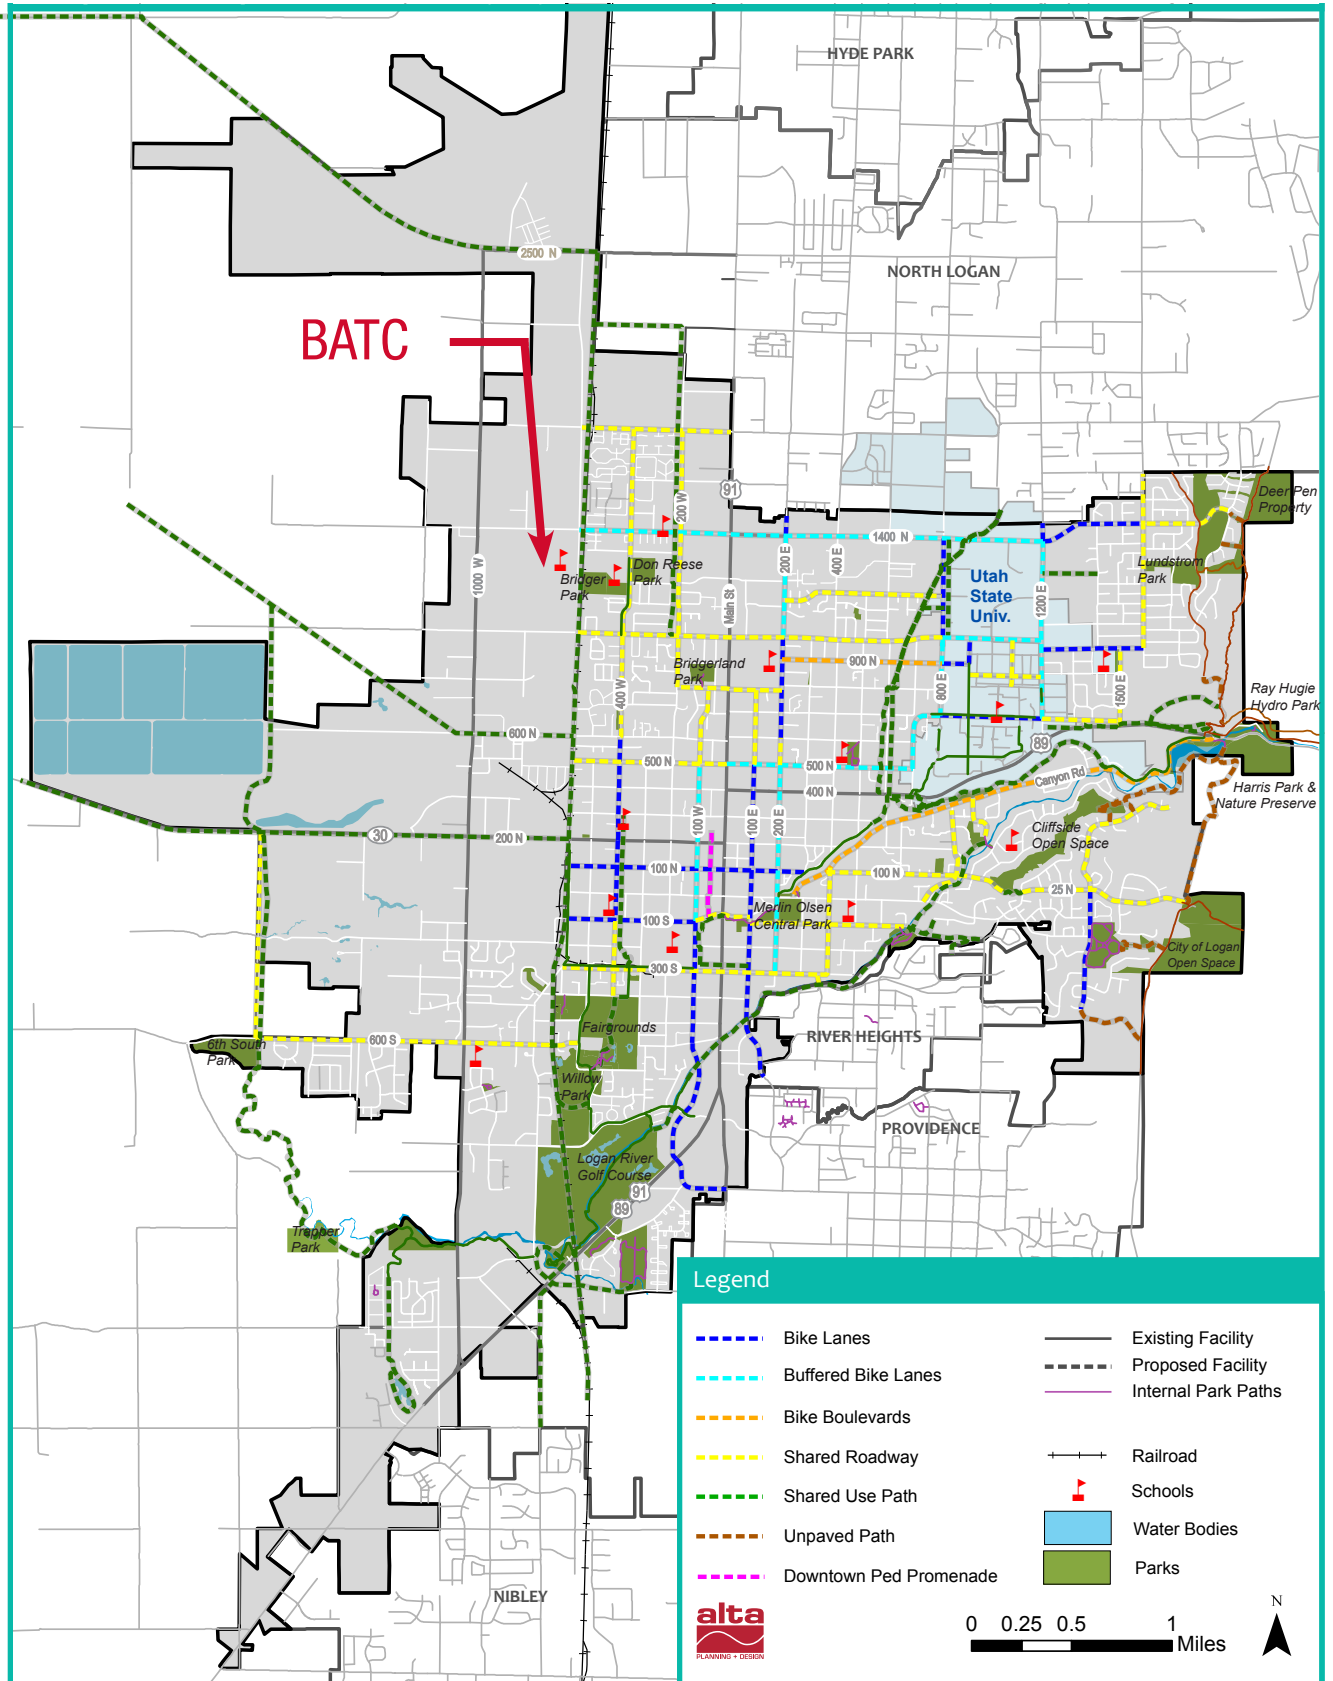 HYDE PARK
2500 N
NORTH LOGAN
BATC
91
200 W
Deer Pen
Property
1400 N
1000 W
200 E
400 E
Don Reese
Park
Bridger
Park
Lundstrom
Park
Utah
State
Univ.
Main St
1200 E
Bridgerland
Park
900 N
400 W
800 E
1500 E
Ray Hugie
Hydro Park
600 N
89
500 N
500 N
Canyon Rd
400 N
Harris Park &
Nature Preserve
100 W
100 E
200 E
30
200 N
Cliffside
Open Space
100 N
100 N
25 N
Merlin Olsen
Central Park
100 S
City of Logan
Open Space
300 S
Fairgrounds
RIVER HEIGHTS
6th South
Park
600 S
Willow
Park
PROVIDENCE
Logan River
Golf Course
91
89
Trapper
Park
Legend
Bike Lanes
Buffered Bike Lanes
Bike Boulevards
Shared Roadway
Shared Use Path
Unpaved Path
Downtown Ped Promenade
Existing Facility
Proposed Facility
Internal Park Paths
Railroad
Schools
Water Bodies
Parks
NIBLEY
alta
PLANNING + DESIGN
0 0.25 0.5 1
Miles
N